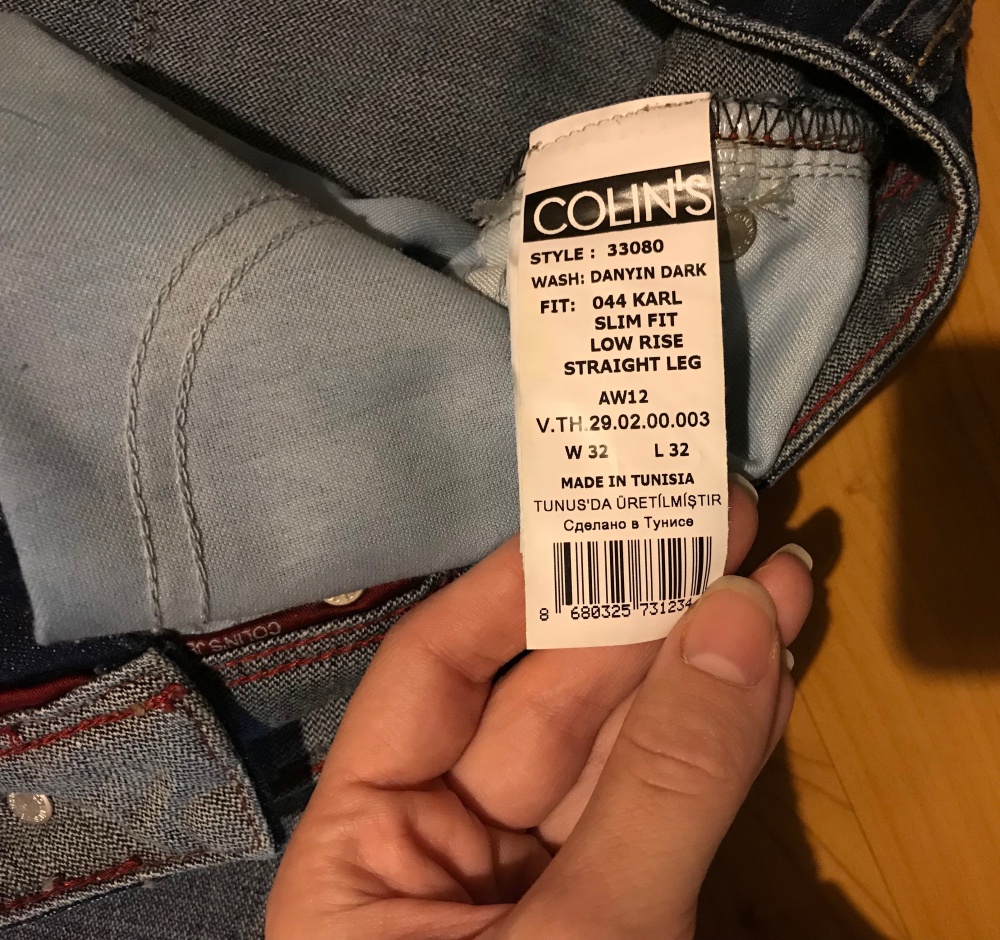 COLIN'S
STYLE : 33080
WASH: DANYIN DARK
FIT: 044 KARL
SLIM FIT
LOW RISE
STRAIGHT LEG
AW12
V.TH.29.02.00.003
W 32 L 32
MADE IN TUNISIA
TUNUS'DA ÜRETİLMİŞTİR
Сделано в Тунисе
8 680325 731234
COLIN'S